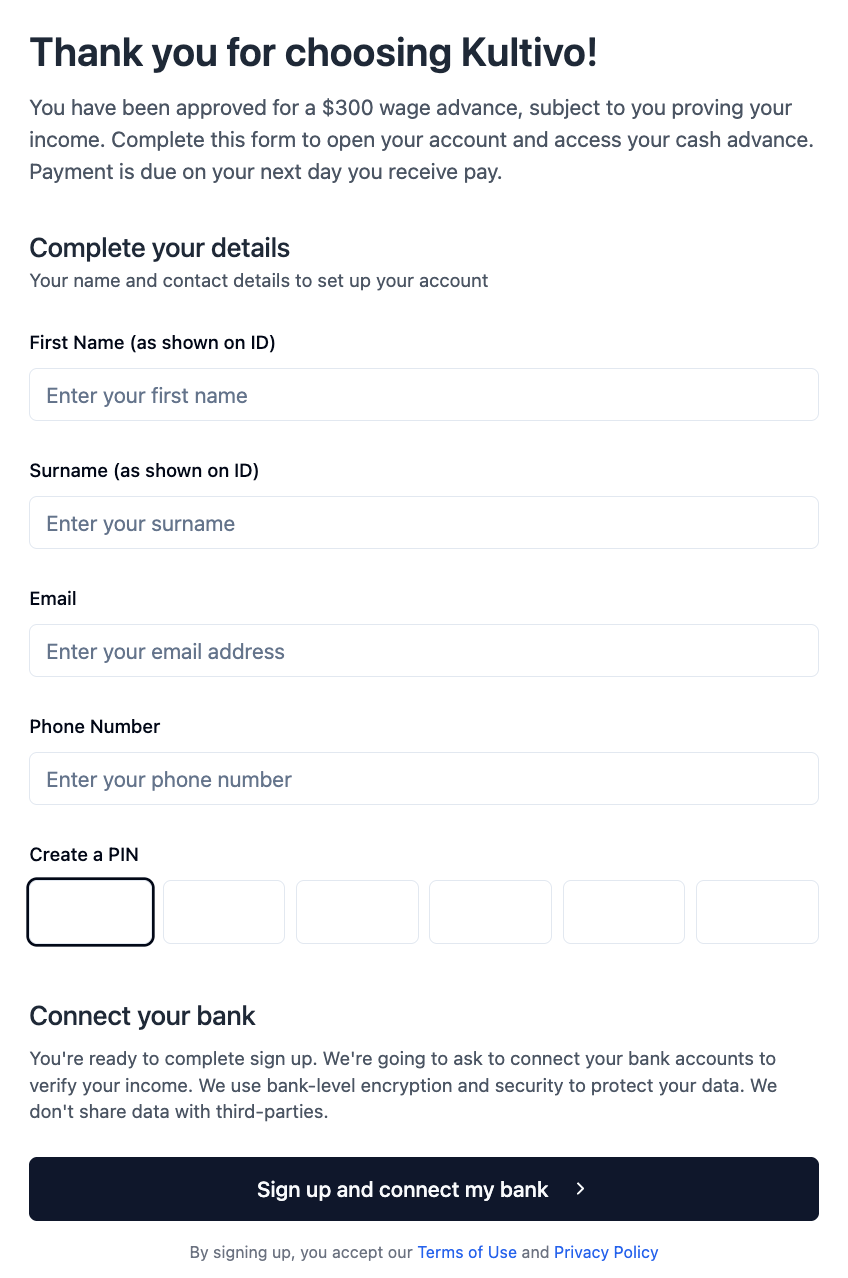 Thank you for choosing Kultivo!
You have been approved for a $300 wage advance, subject to you proving your
income. Complete this form to open your account and access your cash advance.
Payment is due on your next day you receive pay.
Complete your details
Your name and contact details to set up your account
First Name (as shown on ID)
Enter your first name
Surname (as shown on ID)
Enter your surname
Email
Enter your email address
Phone Number
Enter your phone number
Create a PIN
Connect your bank
You're ready to complete sign up. We're going to ask to connect your bank accounts to
verify your income. We use bank-level encryption and security to protect your data. We
don't share data with third-parties.
Sign up and connect my bank
By signing up, you accept our Terms of Use and Privacy Policy